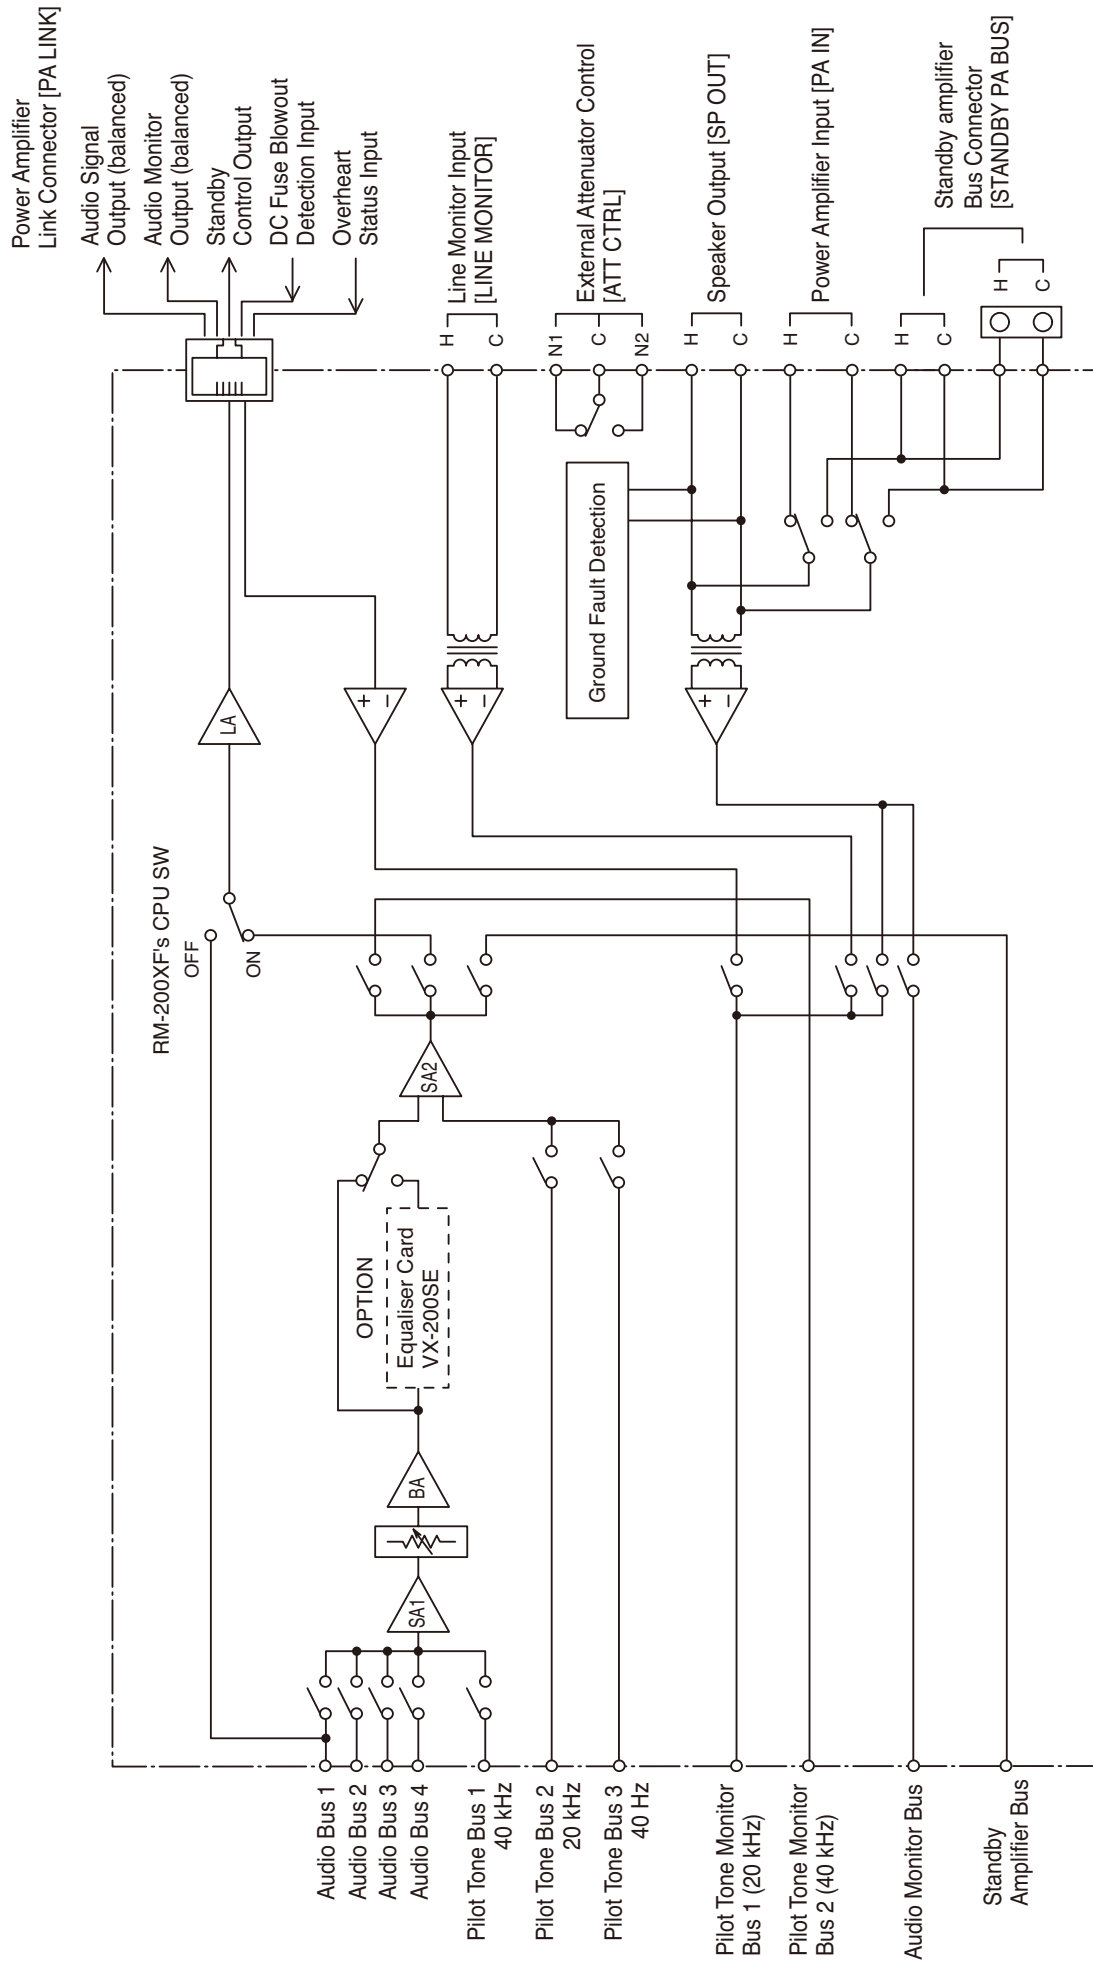 Power Amplifier
Link Connector [PA LINK]
Audio Signal
Output (balanced)
Audio Monitor
Output (balanced)
Standby
Control Output
DC Fuse Blowout
Detection Input
Overheart
Status Input
Line Monitor Input
[LINE MONITOR]
H
C
External Attenuator Control
[ATT CTRL]
N1
C
N2
Speaker Output [SP OUT]
H
C
Power Amplifier Input [PA IN]
H
C
Standby amplifier
Bus Connector
[STANDBY PA BUS]
H
C
H
C
Ground Fault Detection
LA
+
−
+
−
+
−
RM-200XF's CPU SW
OFF
ON
SA2
OPTION
Equaliser Card
VX-200SE
BA
SA1
Audio Bus 1
Audio Bus 2
Audio Bus 3
Audio Bus 4
Pilot Tone Bus 1
40 kHz
Pilot Tone Bus 2
20 kHz
Pilot Tone Bus 3
40 Hz
Pilot Tone Monitor
Bus 1 (20 kHz)
Pilot Tone Monitor
Bus 2 (40 kHz)
Audio Monitor Bus
Standby
Amplifier Bus